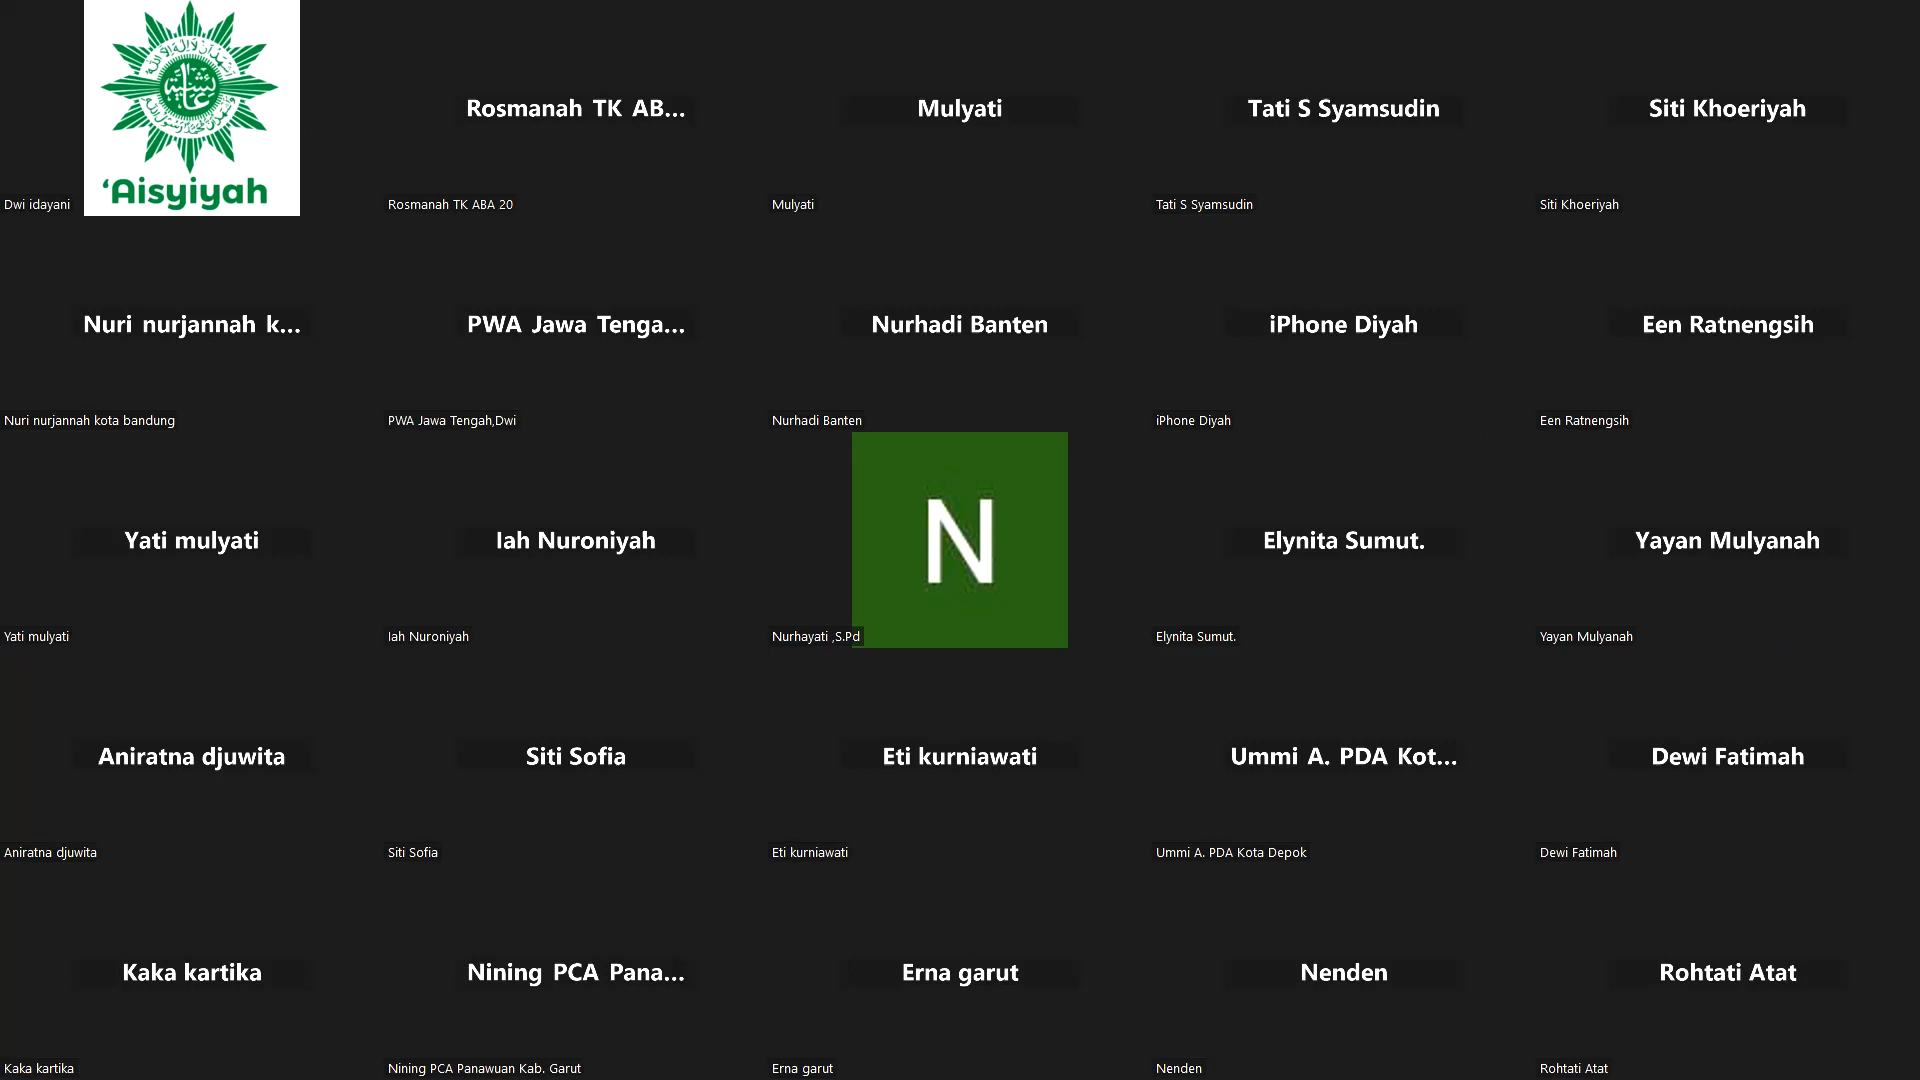 'Aisyiyah
Dwi idayani
Rosmanah TK AB...
Rosmanah TK ABA 20
Mulyati
Mulyati
Tati S Syamsudin
Tati S Syamsudin
Siti Khoeriyah
Siti Khoeriyah
Nuri nurjannah k...
Nuri nurjannah kota bandung
PWA Jawa Tenga...
PWA Jawa Tengah,Dwi
Nurhadi Banten
Nurhadi Banten
iPhone Diyah
iPhone Diyah
Een Ratnengsih
Een Ratnengsih
Yati mulyati
Yati mulyati
Iah Nuroniyah
Iah Nuroniyah
N
Nurhayati ,S.Pd
Elynita Sumut.
Elynita Sumut.
Yayan Mulyanah
Yayan Mulyanah
Aniratna djuwita
Aniratna djuwita
Siti Sofia
Siti Sofia
Eti kurniawati
Eti kurniawati
Ummi A. PDA Kot...
Ummi A. PDA Kota Depok
Dewi Fatimah
Dewi Fatimah
Kaka kartika
Kaka kartika
Nining PCA Pana...
Nining PCA Panawuan Kab. Garut
Erna garut
Erna garut
Nenden
Nenden
Rohtati Atat
Rohtati Atat